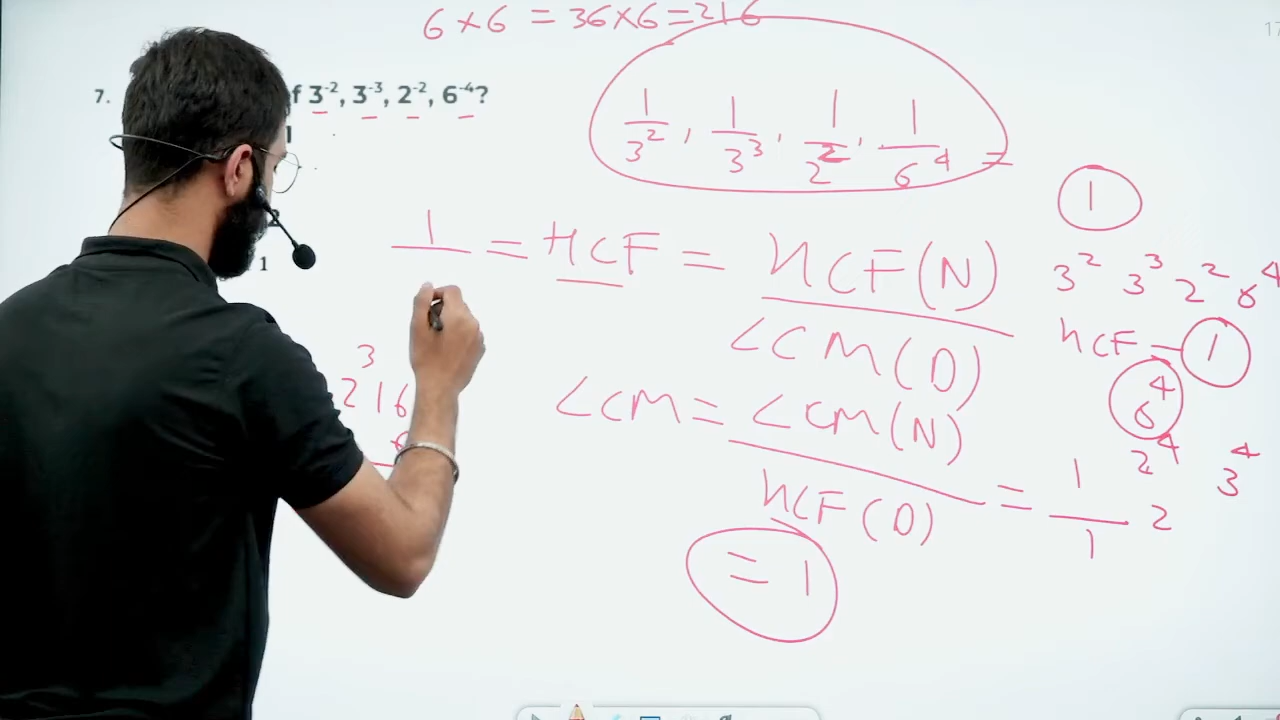 6 × 6 = 36 × 6 = 216
17
7. f 3⁻², 3⁻³, 2⁻², 6⁻⁴?
1/3², 1/3³, 1/2², 1/6⁴ =
1
1/ = HCF = HCF(N)/LCM(D)
3² 3³ 2² 6⁴
HCF – 1
1
3
216
6⁴
LCM = LCM(N)/HCF(D) = 1/1
2⁴ 3⁴
2
= 1